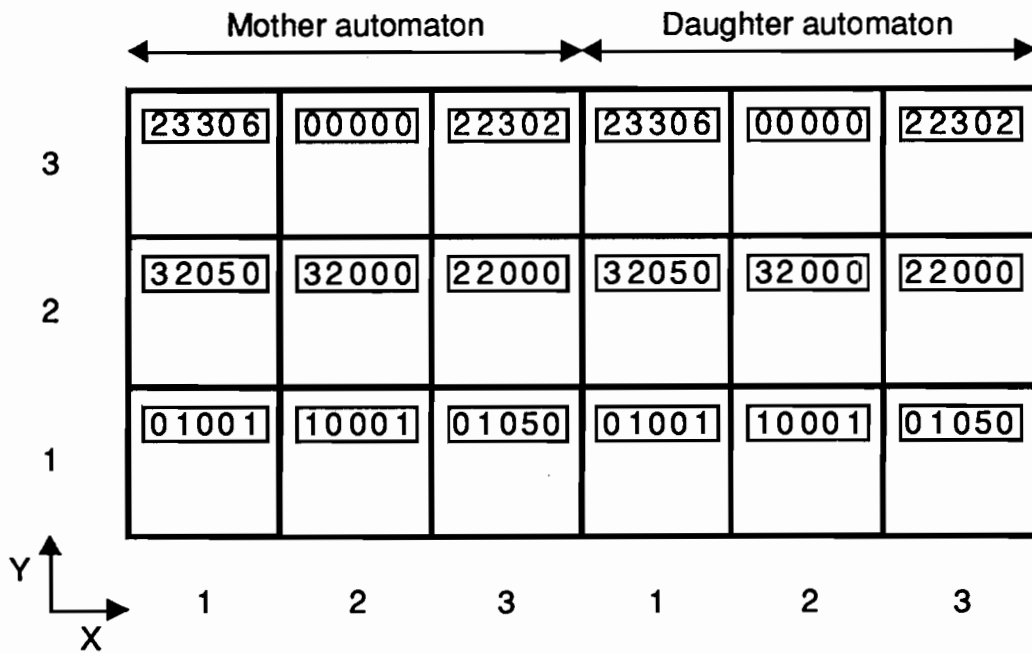 Mother automaton Daughter automaton
23306 00000 22302 23306 00000 22302
3
32050 32000 22000 32050 32000 22000
2
01001 10001 01050 01001 10001 01050
1
Y
X
1 2 3 1 2 3